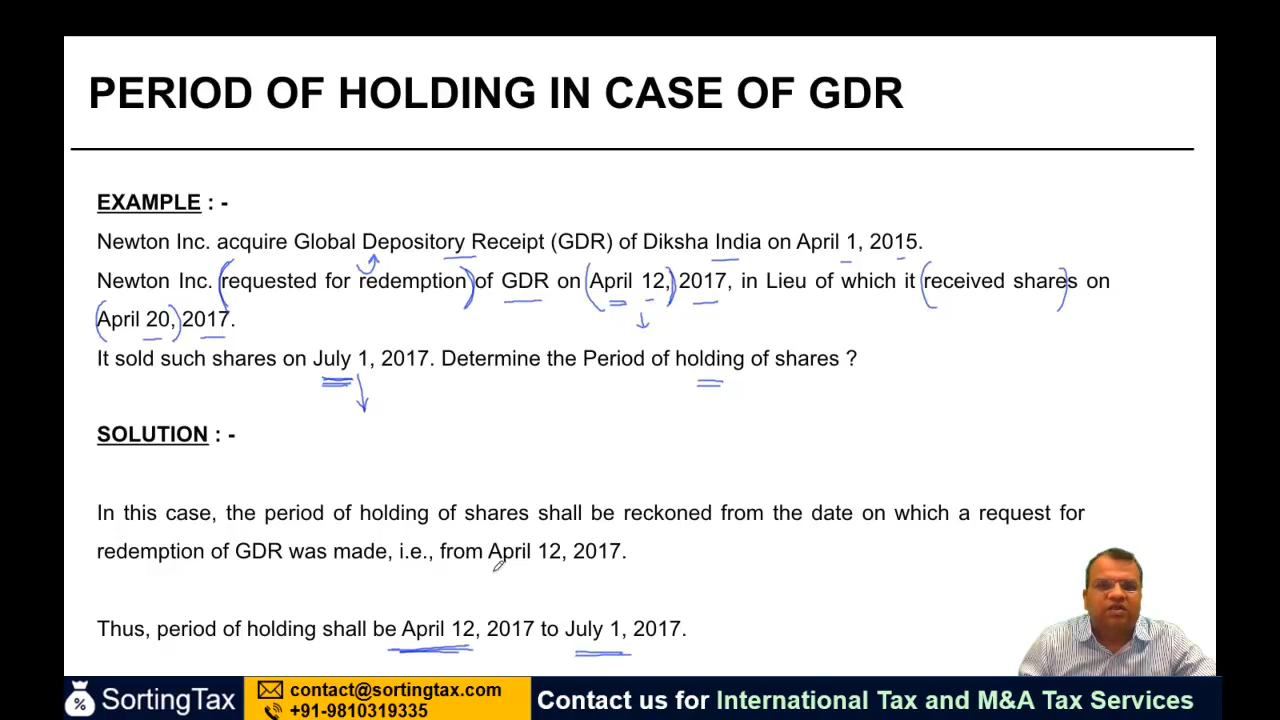 PERIOD OF HOLDING IN CASE OF GDR
EXAMPLE : -
Newton Inc. acquire Global Depository Receipt (GDR) of Diksha India on April 1, 2015.
Newton Inc. requested for redemption of GDR on April 12, 2017, in Lieu of which it received shares on
April 20, 2017.
It sold such shares on July 1, 2017. Determine the Period of holding of shares ?
SOLUTION : -
In this case, the period of holding of shares shall be reckoned from the date on which a request for
redemption of GDR was made, i.e., from April 12, 2017.
Thus, period of holding shall be April 12, 2017 to July 1, 2017.
SortingTax
contact@sortingtax.com
+91-9810319335
Contact us for International Tax and M&A Tax Services